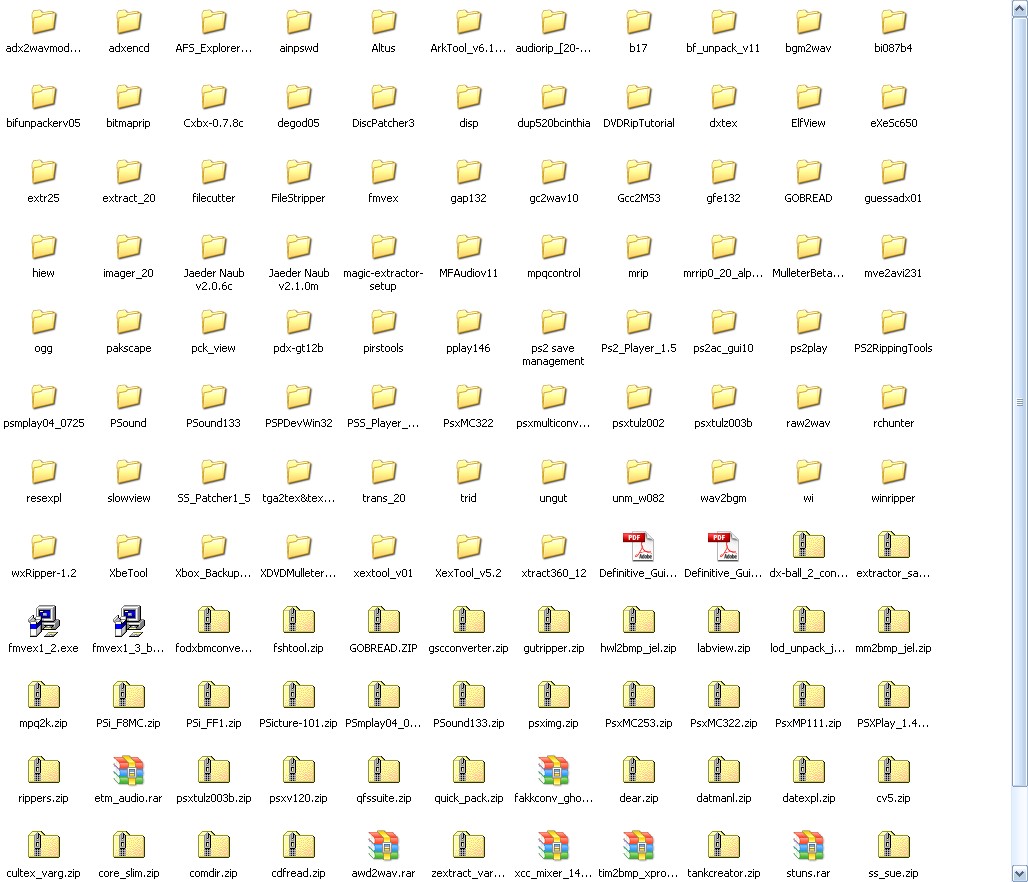 adx2wavmod... adxencd AFS_Explorer... ainpswd Altus ArkTool_v6.1... audiorip_[20-... b17 bf_unpack_v11 bgm2wav bi087b4
bifunpackerv05 bitmaprip Cxbx-0.7.8c degod05 DiscPatcher3 disp dup520bcinthia DVDRipTutorial dxtex ElfView eXeSc650
extr25 extract_20 filecutter FileStripper fmvex gap132 gc2wav10 Gcc2MS3 gfe132 GOBREAD guessadx01
hiew imager_20 Jaeder Naub v2.0.6c Jaeder Naub v2.1.0m magic-extractor-setup MFAudiov11 mpqcontrol mrip mrrip0_20_alp... MulleterBeta... mve2avi231
ogg pakscape pck_view pdx-gt12b pirstools pplay146 ps2 save management Ps2_Player_1.5 ps2ac_gui10 ps2play PS2RippingTools
psmplay04_0725 PSound PSound133 PSPDevWin32 PSS_Player_... PsxMC322 psxmulticonv... psxtulz002 psxtulz003b raw2wav rchunter
resexpl slowview SS_Patcher1_5 tga2tex&tex... trans_20 trid ungut unm_w082 wav2bgm wi winripper
wxRipper-1.2 XbeTool Xbox_Backup... XDVDMulleter... xextool_v01 XexTool_v5.2 xtract360_12 Definitive_Gui... Definitive_Gui... dx-ball_2_con... extractor_sa...
fmvex1_2.exe fmvex1_3_b... fodxbmconve... fshtool.zip GOBREAD.ZIP gscconverter.zip gutripper.zip hwl2bmp_jel.zip labview.zip lod_unpack_j... mm2bmp_jel.zip
mpq2k.zip PSi_F8MC.zip PSi_FF1.zip PSicture-101.zip PSmplay04_0... PSound133.zip psximg.zip PsxMC253.zip PsxMC322.zip PsxMP111.zip PSXPlay_1.4...
rippers.zip etm_audio.rar psxtulz003b.zip psxv120.zip qfssuite.zip quick_pack.zip fakkconv_gho... dear.zip datmanl.zip datexpl.zip cv5.zip
cultex_varg.zip core_slim.zip comdir.zip cdfread.zip awd2wav.rar zextract_var... xcc_mixer_14... tim2bmp_xpro... tankcreator.zip stuns.rar ss_sue.zip